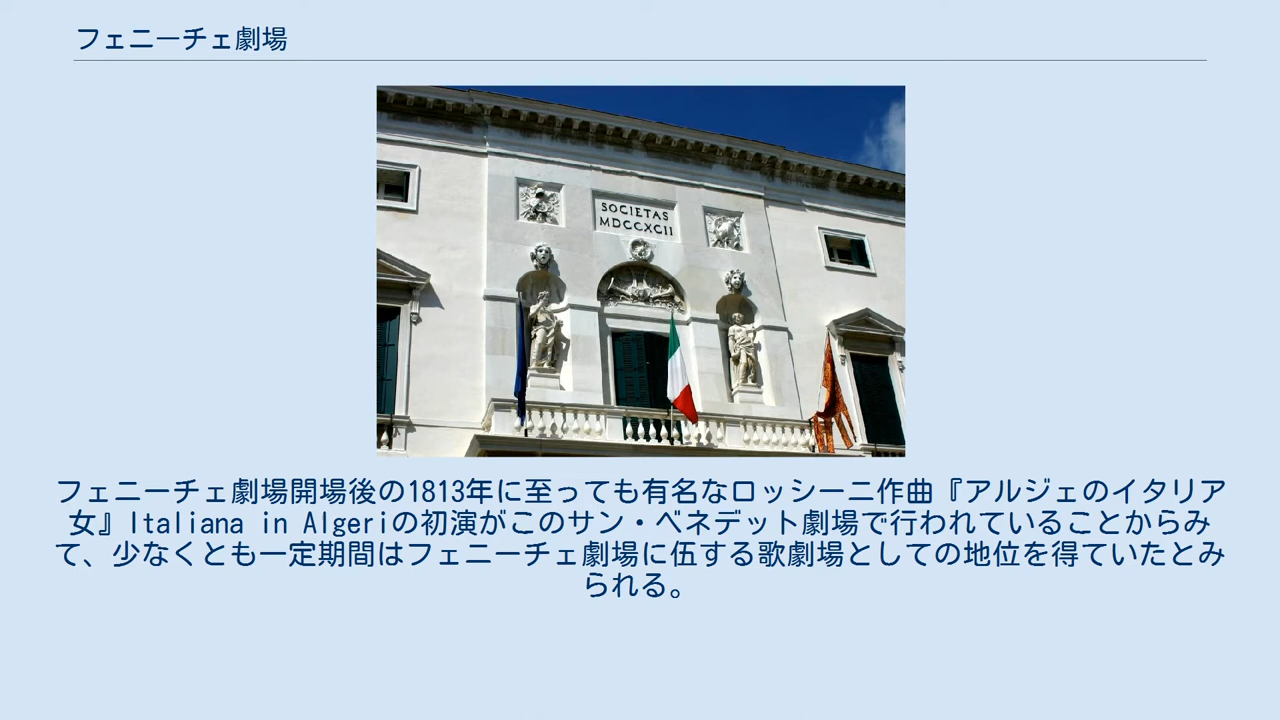 フェニーチェ劇場
SOCIETAS
MDCCXCII
フェニーチェ劇場開場後の1813年に至っても有名なロッシーニ作曲『アルジェのイタリア
女』Italiana in Algeriの初演がこのサン・ベネデット劇場で行われていることからみ
て、少なくとも一定期間はフェニーチェ劇場に伍する歌劇場としての地位を得ていたとみ
られる。